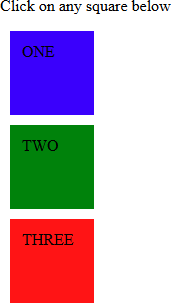 Click on any square below
ONE
TWO
THREE